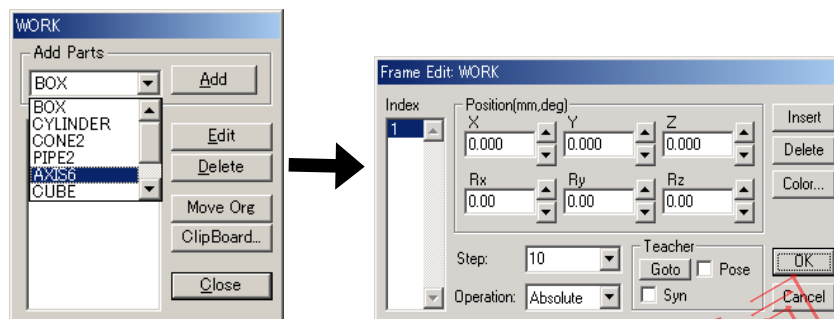 WORK
Add Parts
BOX
Add
BOX
CYLINDER
CONE2
PIPE2
AXIS6
CUBE
Edit
Delete
Move Org
ClipBoard...
Close
Frame Edit: WORK
Index
1
Position(mm,deg)
X Y Z
0.000 0.000 0.000
Rx Ry Rz
0.00 0.00 0.00
Insert
Delete
Color...
Step: 10
Operation: Absolute
Teacher
Goto Pose
Syn
OK
Cancel